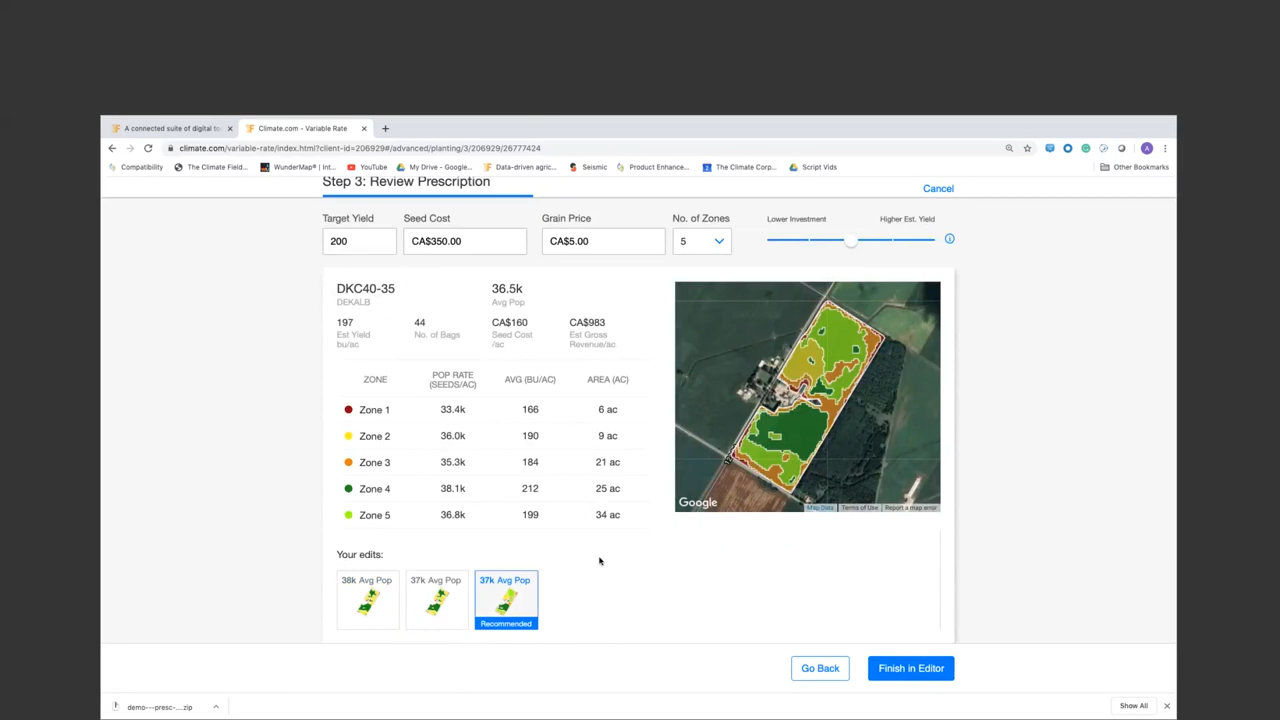 A connected suite of digital to
Climate.com - Variable Rate
climate.com/variable-rate/index.html?client-id=206929#/advanced/planting/3/206929/26777424
Compatibility
The Climate Field...
WunderMap® | Int...
YouTube
My Drive – Google...
Data-driven agric...
Seismic
Product Enhance...
The Climate Corp...
Script Vids
Other Bookmarks
Step 3: Review Prescription
Cancel
Target Yield
Seed Cost
Grain Price
No. of Zones
Lower Investment
Higher Est. Yield
200
CA$350.00
CA$5.00
5
DKC40-35
DEKALB
36.5k
Avg Pop
197
Est Yield
bu/ac
44
No. of Bags
CA$160
Seed Cost
/ac
CA$983
Est Gross
Revenue/ac
ZONE
POP RATE
(SEEDS/AC)
AVG (BU/AC)
AREA (AC)
Zone 1 33.4k 166 6 ac
Zone 2 36.0k 190 9 ac
Zone 3 35.3k 184 21 ac
Zone 4 38.1k 212 25 ac
Zone 5 36.8k 199 34 ac
Google
Map Data
Terms of Use
Report a map error
Your edits:
38k Avg Pop
37k Avg Pop
37k Avg Pop
Recommended
Go Back
Finish in Editor
demo---presc-....zip
Show All